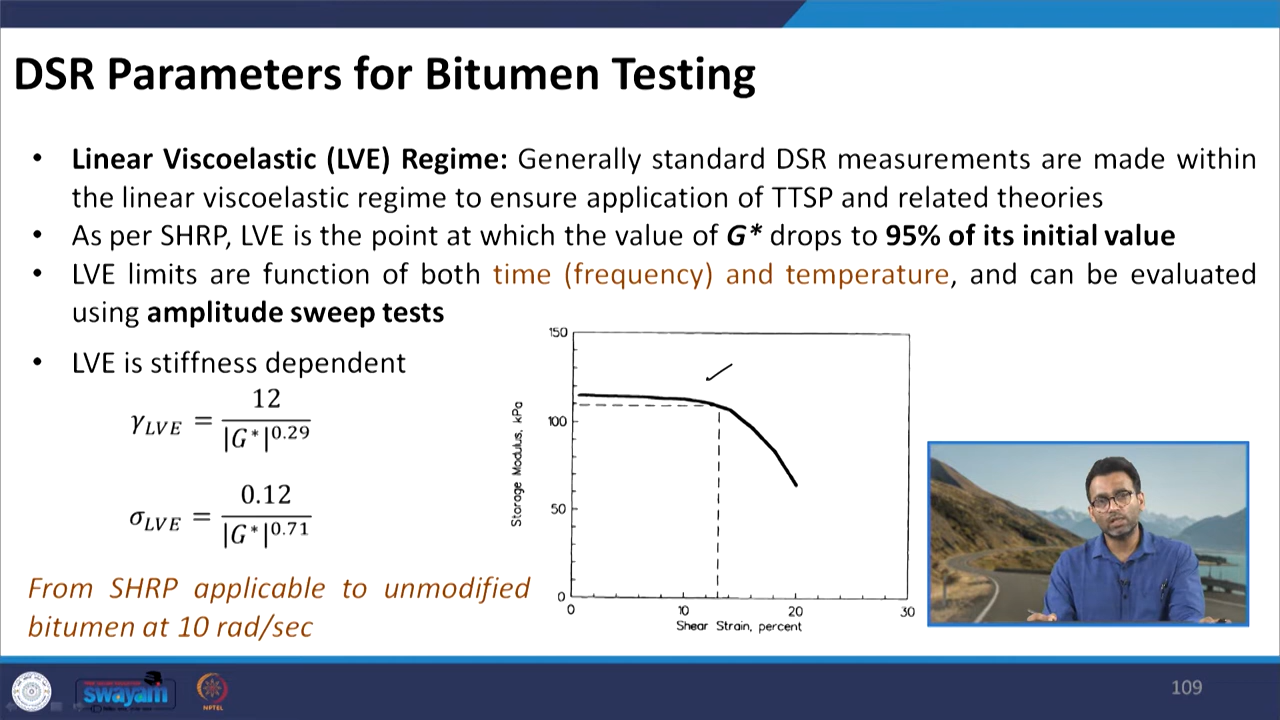 DSR Parameters for Bitumen Testing
• Linear Viscoelastic (LVE) Regime: Generally standard DSR measurements are made within
the linear viscoelastic regime to ensure application of TTSP and related theories
• As per SHRP, LVE is the point at which the value of G* drops to 95% of its initial value
• LVE limits are function of both time (frequency) and temperature, and can be evaluated
using amplitude sweep tests
• LVE is stiffness dependent
γ_LVE = 12 / |G*|^0.29
σ_LVE = 0.12 / |G*|^0.71
From SHRP applicable to unmodified
bitumen at 10 rad/sec
Storage Modulus, kPa
150
100
50
0
0 10 20 30
Shear Strain, percent
swayam
NPTEL
109